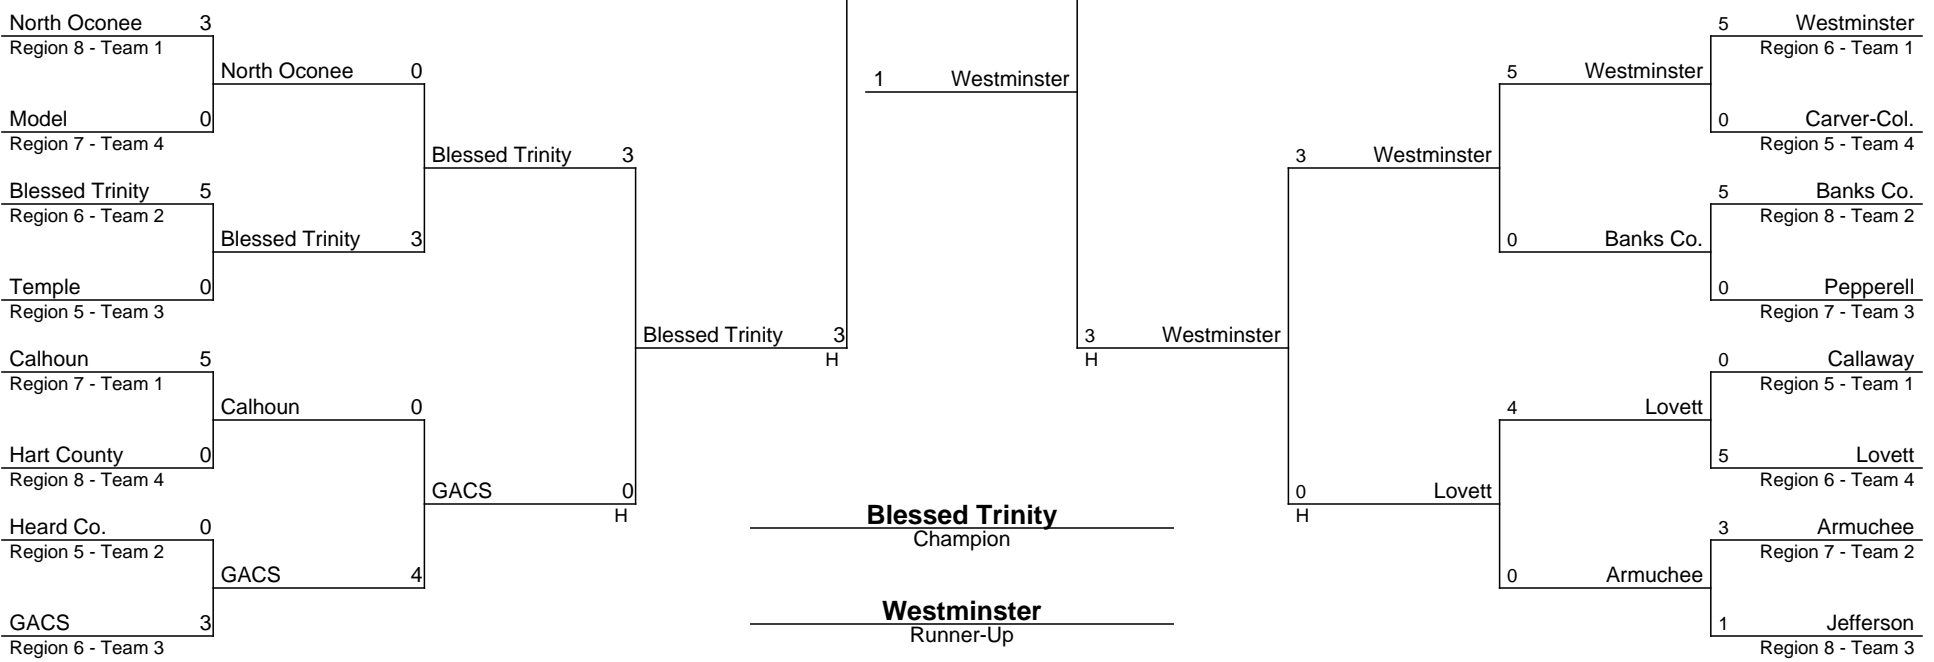 North Oconee 3
Region 8 - Team 1
North Oconee 0
Model 0
Region 7 - Team 4
Blessed Trinity 3
Blessed Trinity 5
Region 6 - Team 2
Blessed Trinity 3
Temple 0
Region 5 - Team 3
Blessed Trinity 3
H
Calhoun 5
Region 7 - Team 1
Calhoun 0
Hart County 0
Region 8 - Team 4
GACS 0
H
Heard Co. 0
Region 5 - Team 2
GACS 4
GACS 3
Region 6 - Team 3
1 Westminster
Blessed Trinity
Champion
Westminster
Runner-Up
5 Westminster
Region 6 - Team 1
5 Westminster
0 Carver-Col.
Region 5 - Team 4
3 Westminster
5 Banks Co.
Region 8 - Team 2
0 Banks Co.
0 Pepperell
Region 7 - Team 3
3 Westminster
H
0 Callaway
Region 5 - Team 1
4 Lovett
5 Lovett
Region 6 - Team 4
0 Lovett
H
3 Armuchee
Region 7 - Team 2
0 Armuchee
1 Jefferson
Region 8 - Team 3